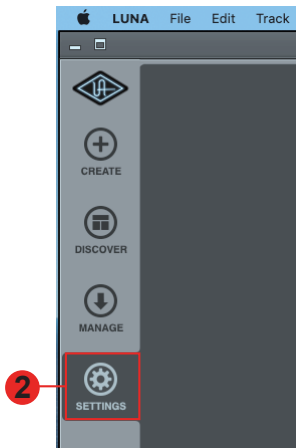 LUNA File Edit Track
CREATE
DISCOVER
MANAGE
2
SETTINGS